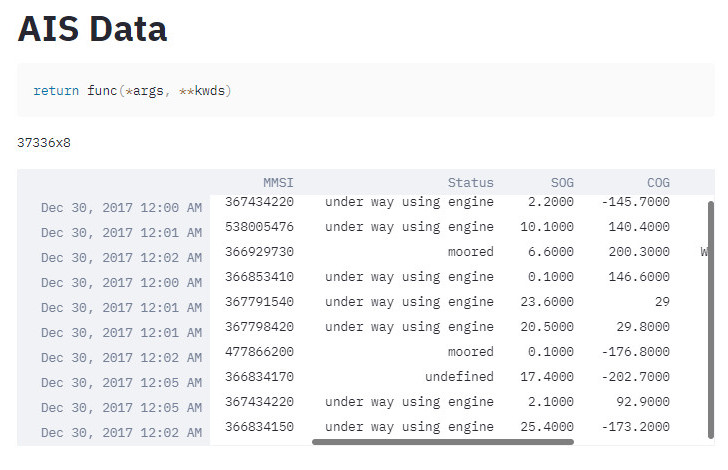 AIS Data
return func(*args, **kwds)
37336x8
MMSI Status SOG COG
Dec 30, 2017 12:00 AM 367434220 under way using engine 2.2000 -145.7000
Dec 30, 2017 12:01 AM 538005476 under way using engine 10.1000 140.4000
Dec 30, 2017 12:02 AM 366929730 moored 6.6000 200.3000 W
Dec 30, 2017 12:00 AM 366853410 under way using engine 0.1000 146.6000
Dec 30, 2017 12:01 AM 367791540 under way using engine 23.6000 29
Dec 30, 2017 12:01 AM 367798420 under way using engine 20.5000 29.8000
Dec 30, 2017 12:02 AM 477866200 moored 0.1000 -176.8000
Dec 30, 2017 12:05 AM 366834170 undefined 17.4000 -202.7000
Dec 30, 2017 12:05 AM 367434220 under way using engine 2.1000 92.9000
Dec 30, 2017 12:02 AM 366834150 under way using engine 25.4000 -173.2000